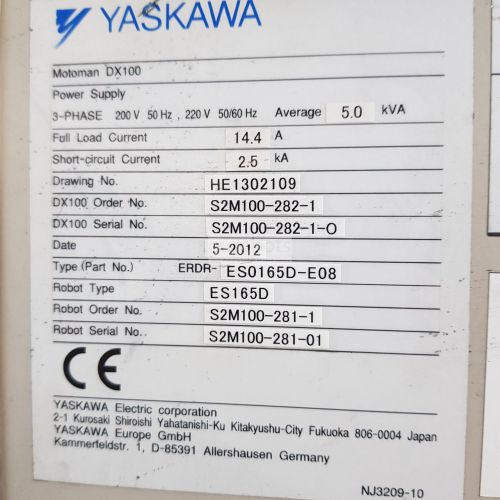 YASKAWA
Motoman DX100
Power Supply
3-PHASE 200 V 50 Hz , 220 V 50/60 Hz Average 5.0 kVA
Full Load Current 14.4 A
Short-circuit Current 2.5 kA
Drawing No. HE1302109
DX100 Order No. S2M100-282-1
DX100 Serial No. S2M100-282-1-O
Date 5-2012
Type (Part No.) ERDR- ES0165D-E08
Robot Type ES165D
Robot Order No. S2M100-281-1
Robot Serial No.. S2M100-281-01
CE
YASKAWA Electric corporation
2-1 Kurosaki Shiroishi Yahatanishi-Ku Kitakyushu-City Fukuoka 806-0004 Japan
YASKAWA Europe GmbH
Kammerfeldstr. 1, D-85391 Allershausen Germany
NJ3209-10